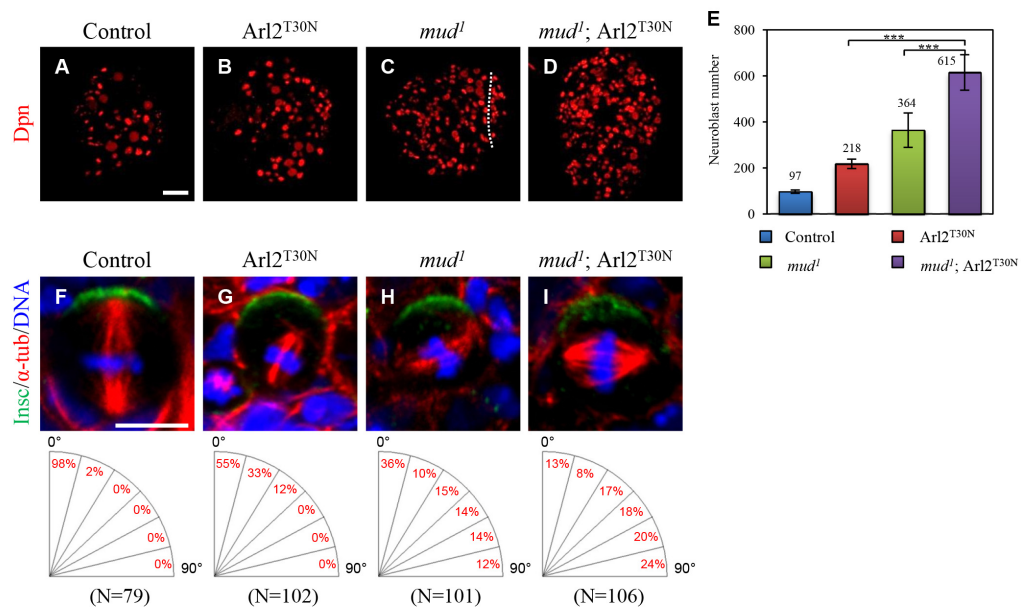 Control Arl2T30N mud1 mud1; Arl2T30N
Dpn
A B C D
E
Neuroblast number
800
600
400
200
0
97
218
364
615
***
***
Control
Arl2T30N
mud1
mud1; Arl2T30N
Control Arl2T30N mud1 mud1; Arl2T30N
Insc/α-tub/DNA
F G H I
0° 0° 0° 0°
98% 2% 0% 0% 0% 0%
90°
(N=79)
55% 33% 12% 0% 0% 0%
90°
(N=102)
36% 10% 15% 14% 14% 12%
90°
(N=101)
13% 8% 17% 18% 20% 24%
90°
(N=106)